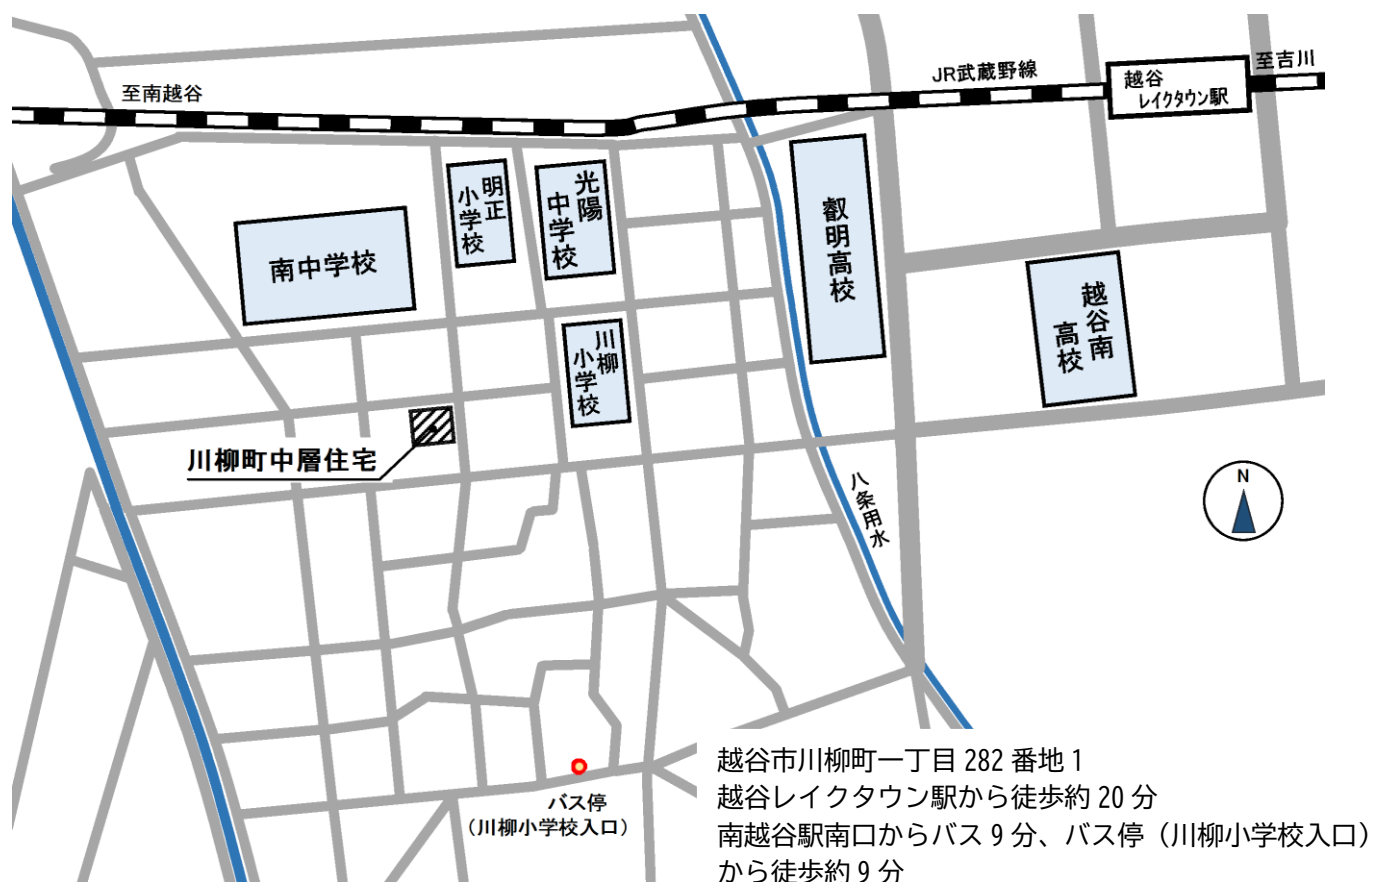 至南越谷
JR武蔵野線
越谷
レイクタウン駅
至吉川
南中学校
明正
小学校
光陽
中学校
叡明高校
越谷南
高校
川柳
小学校
川柳町中層住宅
八条用水
N
バス停
（川柳小学校入口）
越谷市川柳町一丁目 282 番地 1
越谷レイクタウン駅から徒歩約 20 分
南越谷駅南口からバス 9 分、バス停（川柳小学校入口）
から徒歩約 9 分